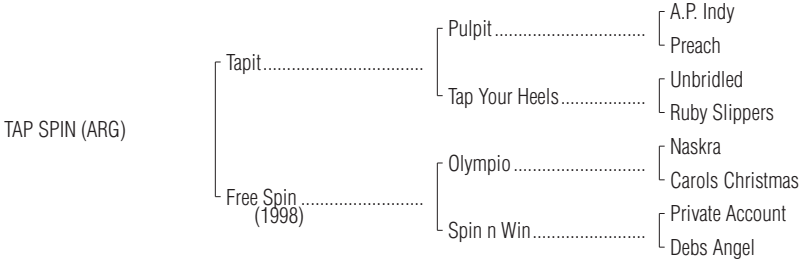 A.P. Indy
Pulpit
Preach
Tapit
Unbridled
Tap Your Heels
Ruby Slippers
TAP SPIN (ARG)
Naskra
Olympio
Carols Christmas
Free Spin
(1998)
Private Account
Spin n Win
Debs Angel